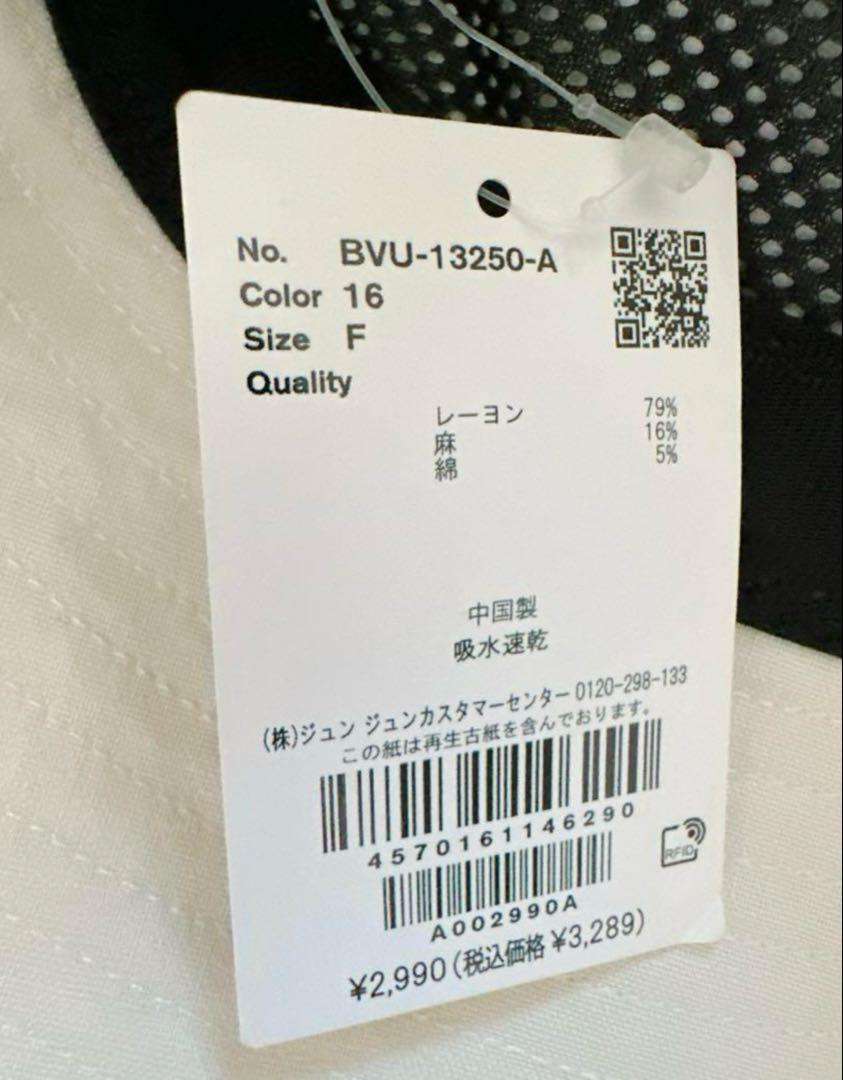 No. BVU-13250-A
Color 16
Size F
Quality
レーヨン 79%
麻 16%
綿 5%
中国製
吸水速乾
(株)ジュン ジュンカスタマーセンター 0120-298-133
この紙は再生古紙を含んでおります。
4570161146290
RFID
A002990A
¥2,990(税込価格 ¥3,289)